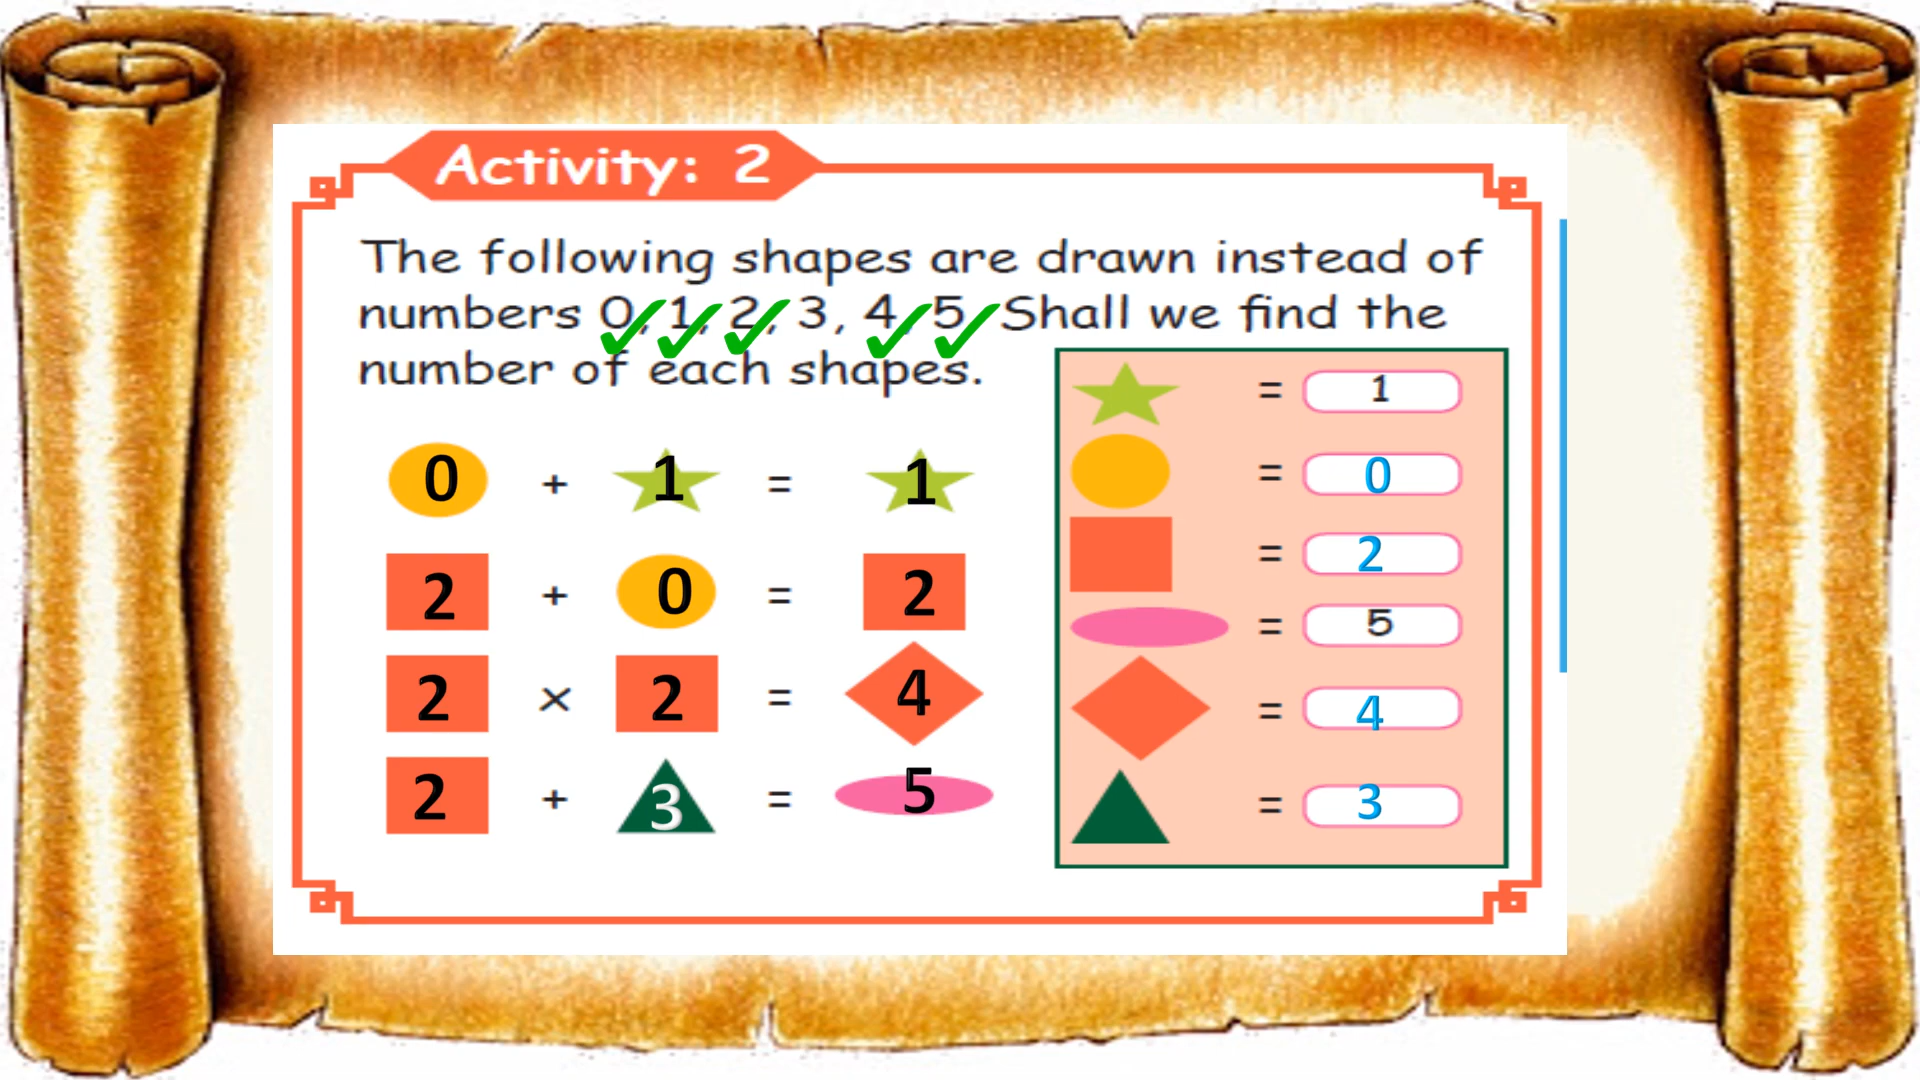 Activity: 2
The following shapes are drawn instead of
numbers 0, 1, 2, 3, 4, 5. Shall we find the
number of each shapes.
0 + 1 = 1
2 + 0 = 2
2 × 2 = 4
2 + 3 = 5
= 1
= 0
= 2
= 5
= 4
= 3